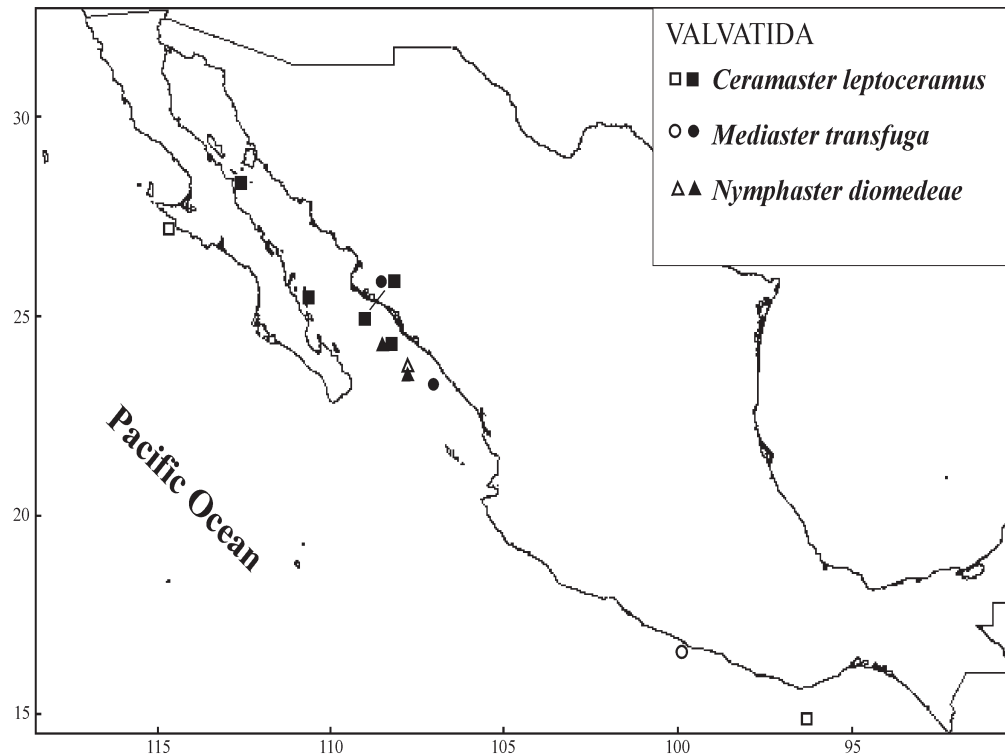 VALVATIDA
Ceramaster leptoceramus
Mediaster transfuga
Nymphaster diomedeae
30
25
20
15
Pacific Ocean
115 110 105 100 95